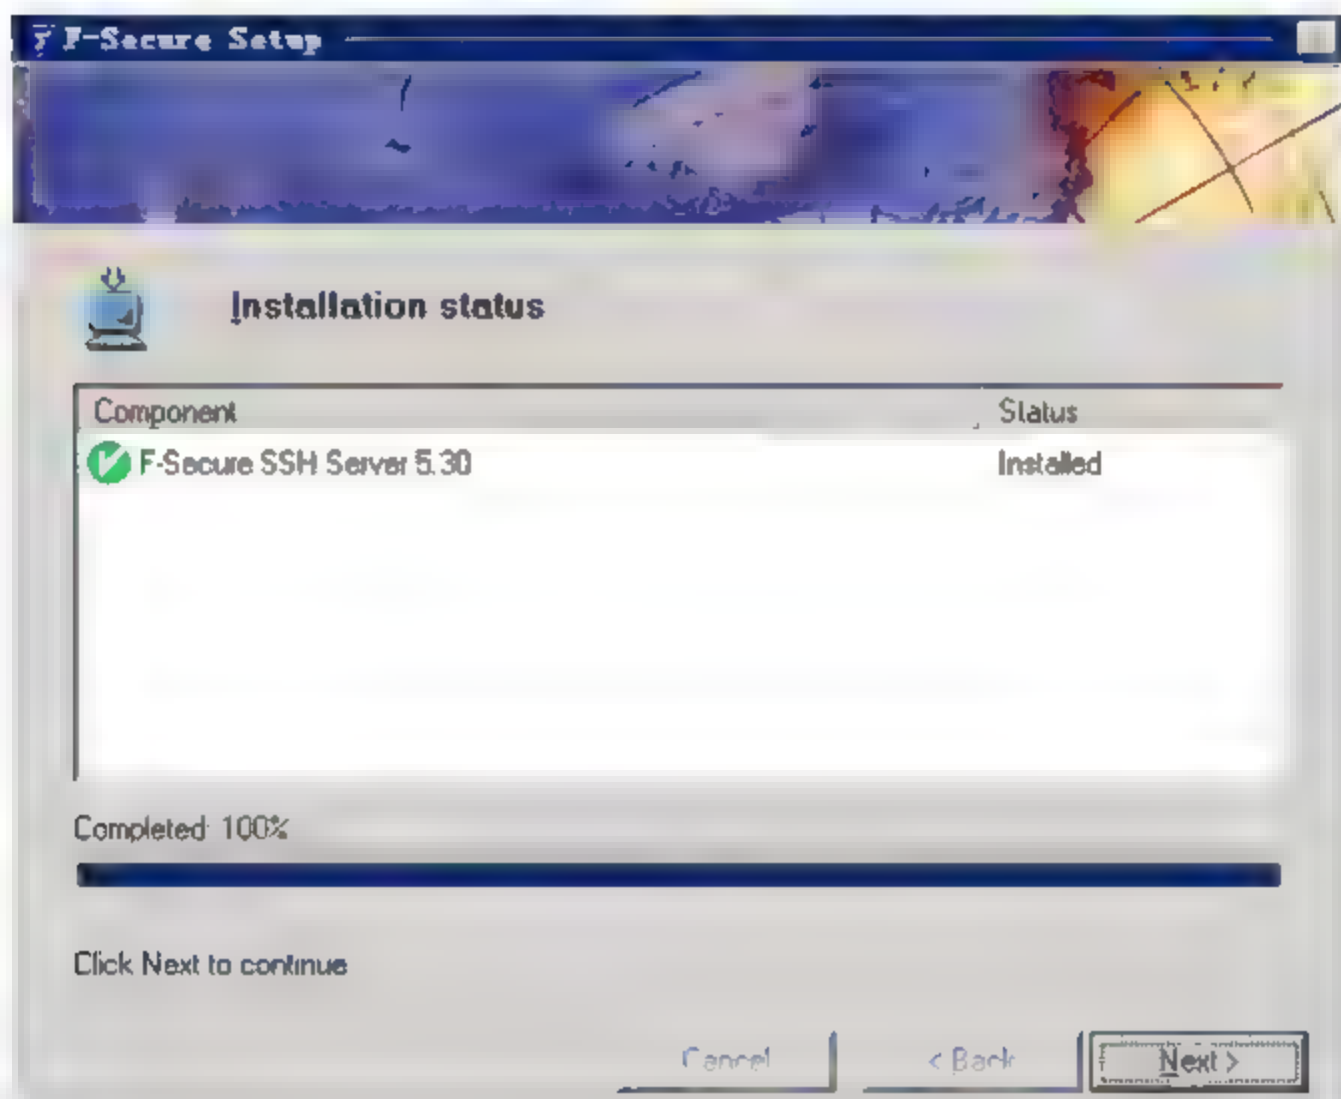 F-Secure Setup
Installation status
Component Status
F-Secure SSH Server 5.30 Installed
Completed: 100%
Click Next to continue
Cancel < Back Next >